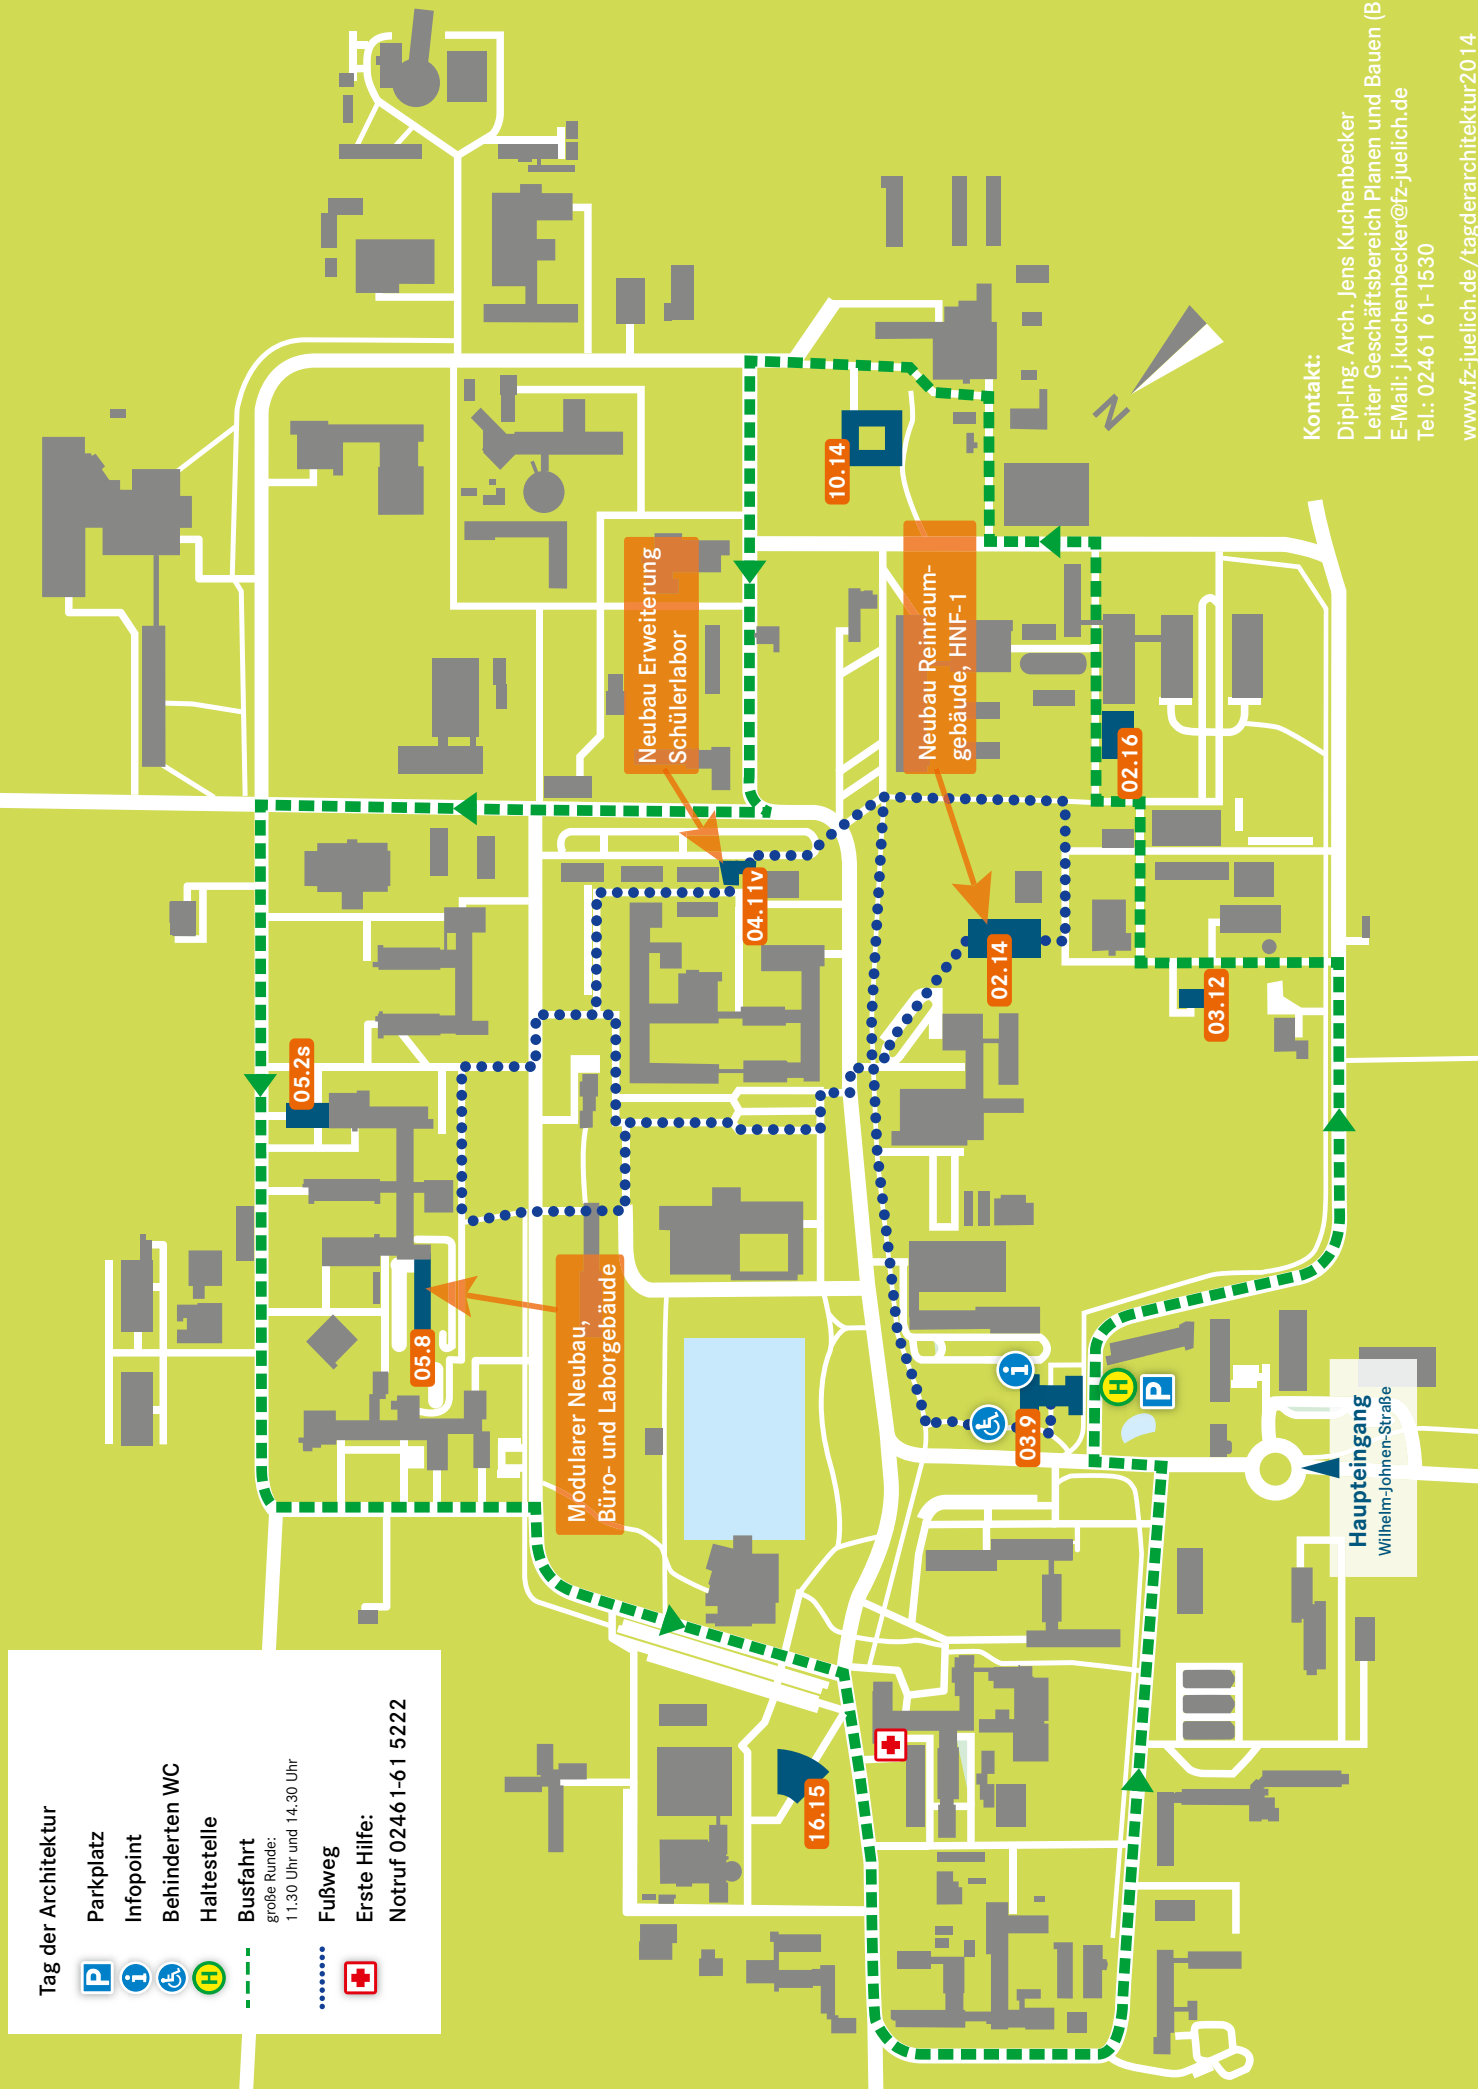 Tag der Architektur
P
Parkplatz
i
Infopoint
Behinderten WC
H
Haltestelle
Busfahrt
große Runde:
11.30 Uhr und 14.30 Uhr
Fußweg
Erste Hilfe:
Notruf 02461-61 5222
05.2s
05.8
Modularer Neubau,
Büro- und Laborgebäude
Neubau Erweiterung
Schülerlabor
04.11v
10.14
Neubau Reinraum-
gebäude, HNF-1
02.14
02.16
03.12
16.15
i
03.9
H
P
Haupteingang
Wilhelm-Johnen-Straße
N
Kontakt:
Dipl-Ing. Arch. Jens Kuchenbecker
Leiter Geschäftsbereich Planen und Bauen (B
E-Mail: j.kuchenbecker@fz-juelich.de
Tel.: 02461 61-1530
www.fz-juelich.de/tagderarchitektur2014